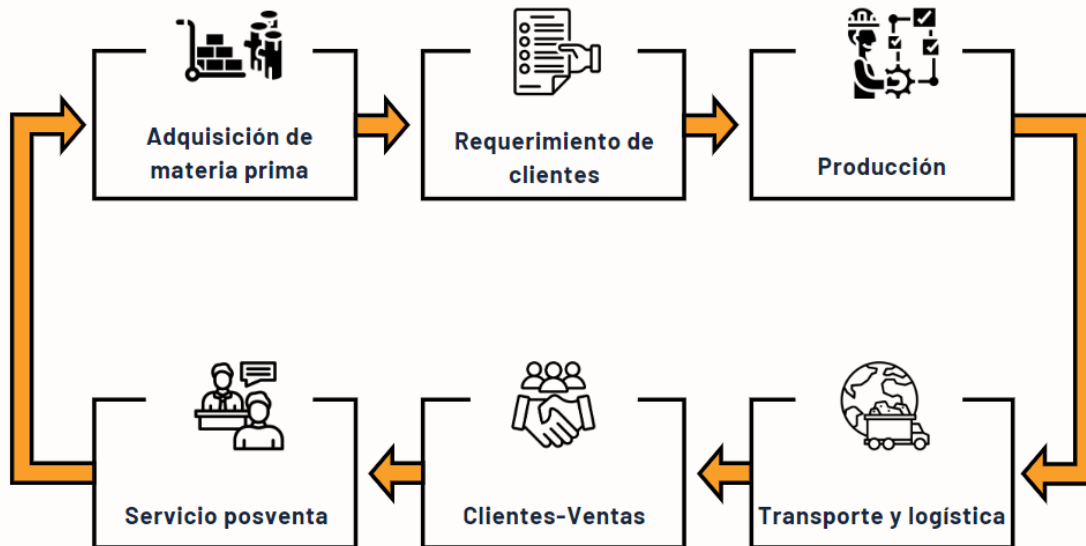 Adquisición de
materia prima
Requerimiento de
clientes
Producción
Servicio posventa
Clientes-Ventas
Transporte y logística